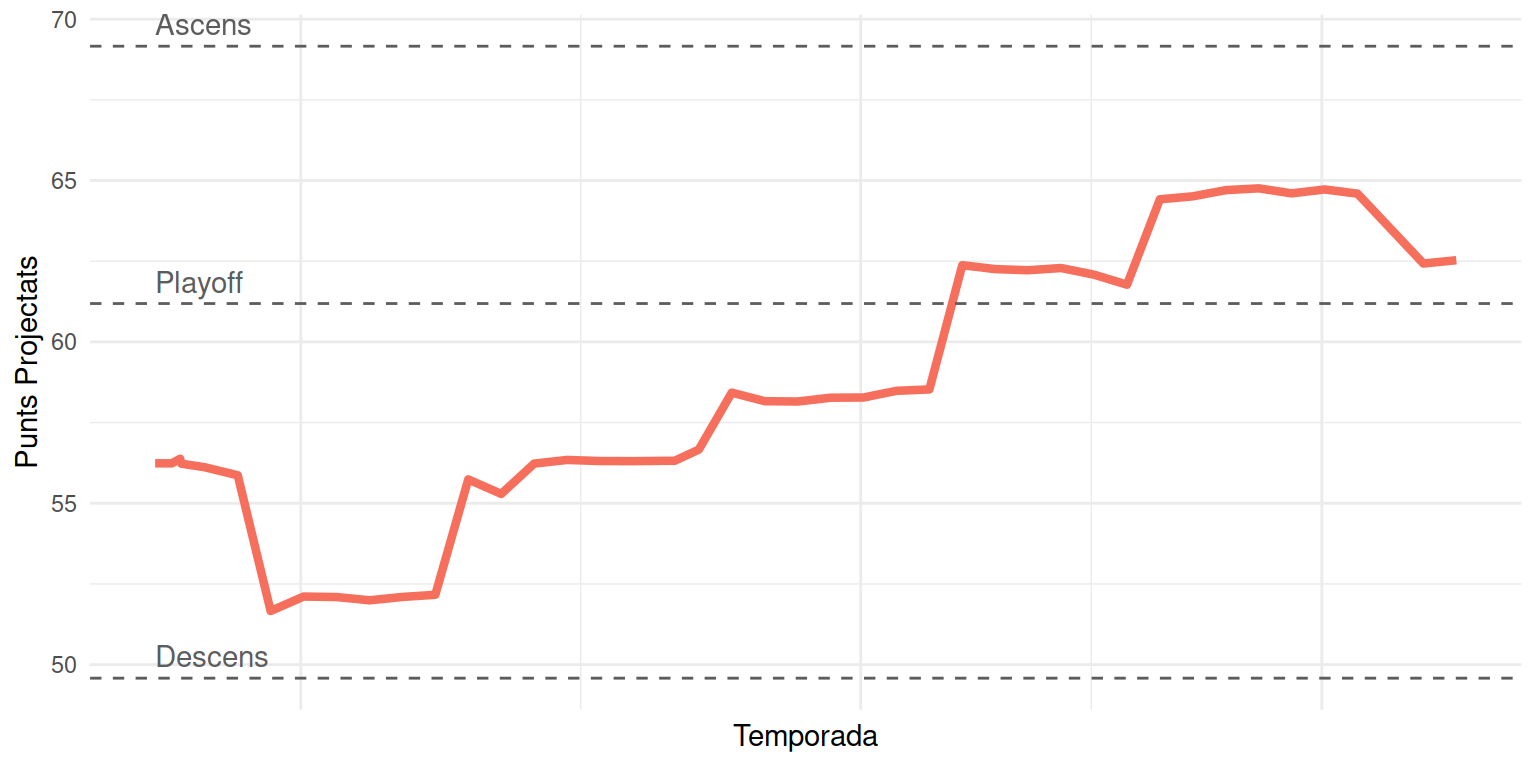 70
Ascens
65
Playoff
60
55
Descens
50
Punts Projectats
Temporada